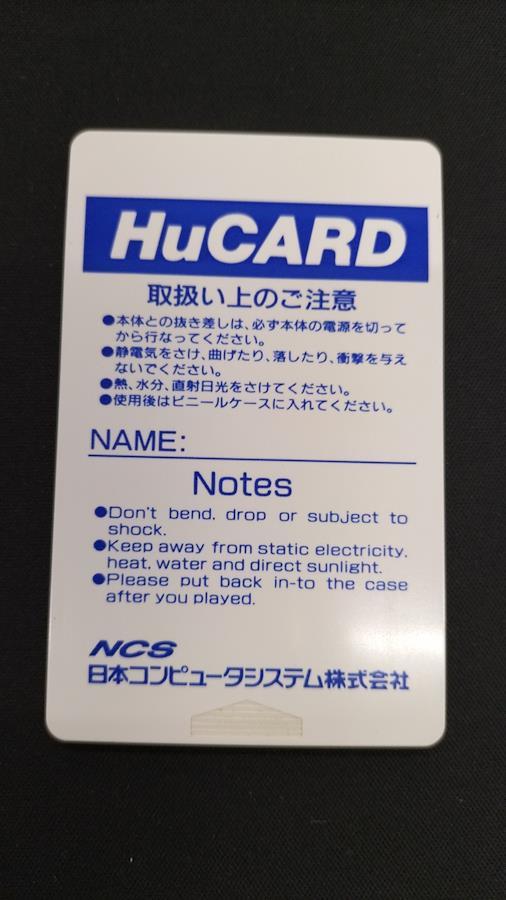 HuCARD
取扱い上のご注意
●本体との抜き差しは、必ず本体の電源を切って
から行なってください。
●静電気をさけ、曲げたり、落したり、衝撃を与え
ないでください。
●熱、水分、直射日光をさけてください。
●使用後はビニールケースに入れてください。
NAME:
Notes
●Don't bend, drop or subject to
shock.
●Keep away from static electricity,
heat, water and direct sunlight.
●Please put back in-to the case
after you played.
NCS
日本コンピュータシステム株式会社